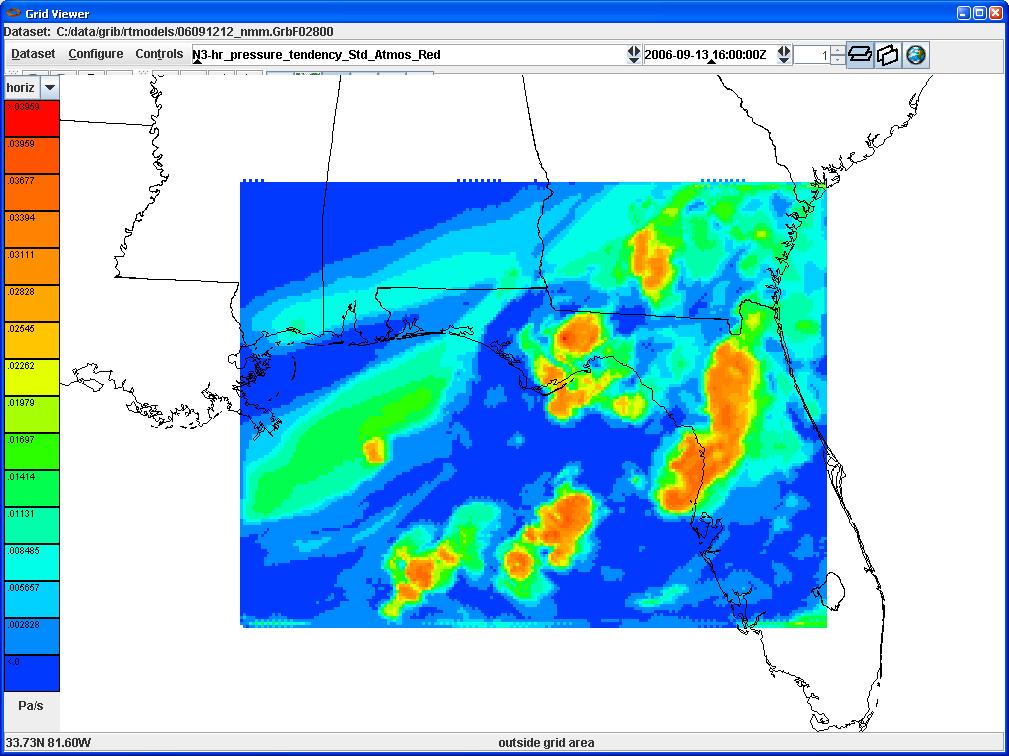 Grid Viewer
Dataset: C:/data/grib/rtmodels/06091212_nmm.GrbF02800
Dataset Configure Controls N3-hr_pressure_tendency_Std_Atmos_Red 2006-09-13 16:00:00Z 1
horiz
>.03959
.03959
.03677
.03394
.03111
.02828
.02545
.02262
.01979
.01697
.01414
.01131
.008485
.005657
.002828
<.0
Pa/s
33.73N 81.60W outside grid area